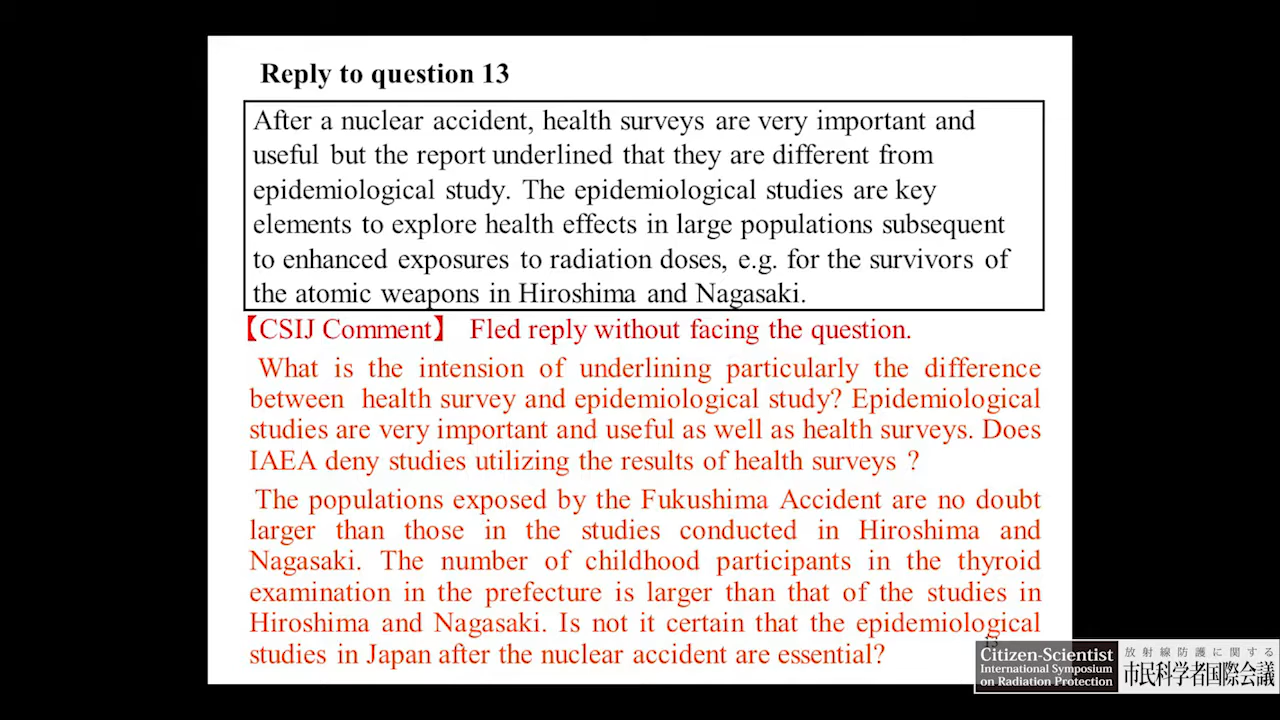 Reply to question 13
After a nuclear accident, health surveys are very important and
useful but the report underlined that they are different from
epidemiological study. The epidemiological studies are key
elements to explore health effects in large populations subsequent
to enhanced exposures to radiation doses, e.g. for the survivors of
the atomic weapons in Hiroshima and Nagasaki.
【CSIJ Comment】 Fled reply without facing the question.
What is the intension of underlining particularly the difference
between health survey and epidemiological study? Epidemiological
studies are very important and useful as well as health surveys. Does
IAEA deny studies utilizing the results of health surveys ?
The populations exposed by the Fukushima Accident are no doubt
larger than those in the studies conducted in Hiroshima and
Nagasaki. The number of childhood participants in the thyroid
examination in the prefecture is larger than that of the studies in
Hiroshima and Nagasaki. Is not it certain that the epidemiological
studies in Japan after the nuclear accident are essential?
Citizen-Scientist
International Symposium
on Radiation Protection
放射線防護に関する
市民科学者国際会議